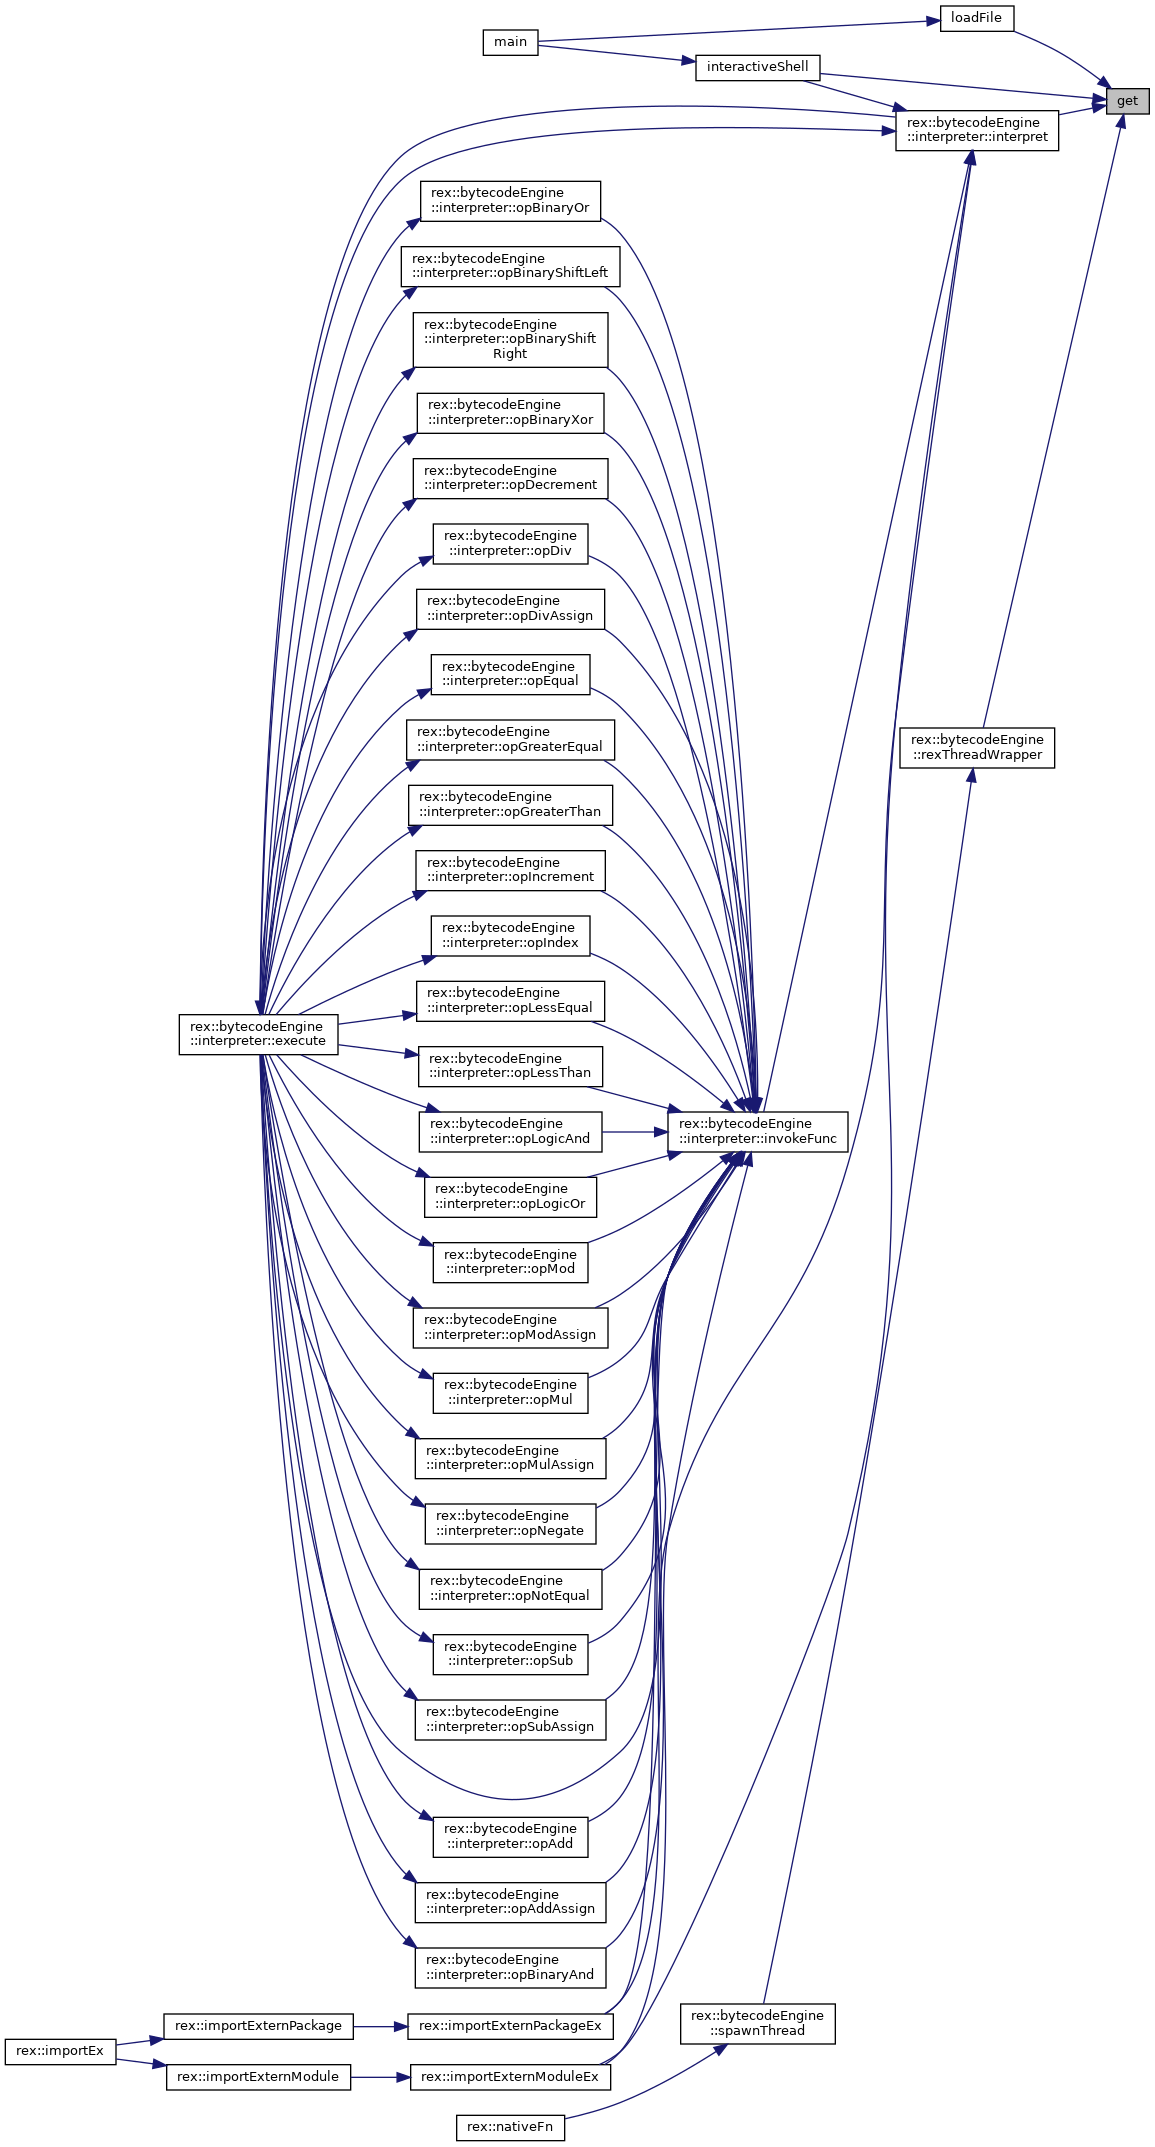 loadFile
main
interactiveShell
get
rex::bytecodeEngine
::interpreter::interpret
rex::bytecodeEngine
::interpreter::opBinaryOr
rex::bytecodeEngine
::interpreter::opBinaryShiftLeft
rex::bytecodeEngine
::interpreter::opBinaryShift
Right
rex::bytecodeEngine
::interpreter::opBinaryXor
rex::bytecodeEngine
::interpreter::opDecrement
rex::bytecodeEngine
::interpreter::opDiv
rex::bytecodeEngine
::interpreter::opDivAssign
rex::bytecodeEngine
::interpreter::opEqual
rex::bytecodeEngine
::interpreter::opGreaterEqual
rex::bytecodeEngine
::rexThreadWrapper
rex::bytecodeEngine
::interpreter::opGreaterThan
rex::bytecodeEngine
::interpreter::opIncrement
rex::bytecodeEngine
::interpreter::opIndex
rex::bytecodeEngine
::interpreter::opLessEqual
rex::bytecodeEngine
::interpreter::execute
rex::bytecodeEngine
::interpreter::opLessThan
rex::bytecodeEngine
::interpreter::opLogicAnd
rex::bytecodeEngine
::interpreter::invokeFunc
rex::bytecodeEngine
::interpreter::opLogicOr
rex::bytecodeEngine
::interpreter::opMod
rex::bytecodeEngine
::interpreter::opModAssign
rex::bytecodeEngine
::interpreter::opMul
rex::bytecodeEngine
::interpreter::opMulAssign
rex::bytecodeEngine
::interpreter::opNegate
rex::bytecodeEngine
::interpreter::opNotEqual
rex::bytecodeEngine
::interpreter::opSub
rex::bytecodeEngine
::interpreter::opSubAssign
rex::bytecodeEngine
::interpreter::opAdd
rex::bytecodeEngine
::interpreter::opAddAssign
rex::bytecodeEngine
::interpreter::opBinaryAnd
rex::bytecodeEngine
::spawnThread
rex::importExternPackage
rex::importExternPackageEx
rex::importEx
rex::importExternModule
rex::importExternModuleEx
rex::nativeFn